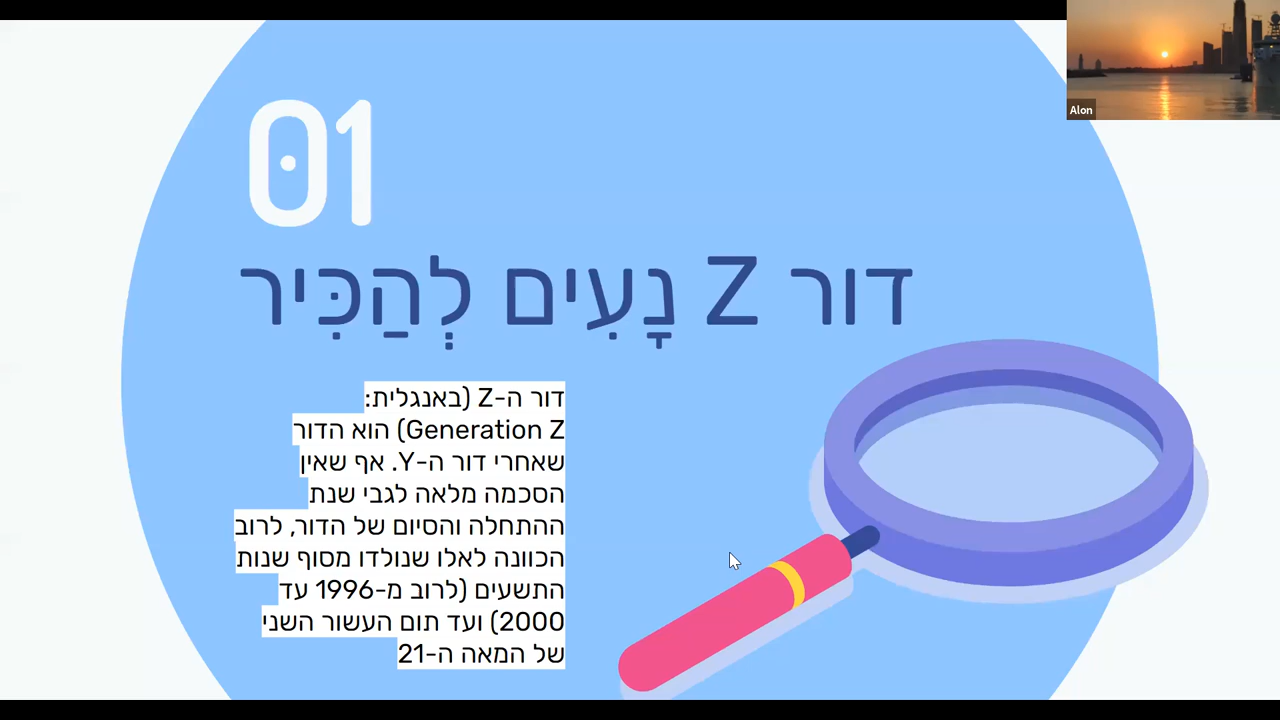 01
דור Z נָעִים לְהַכִּיר
דור ה-Z (באנגלית:
Generation Z) הוא הדור
שאחרי דור ה-Y. אף שאין
הסכמה מלאה לגבי שנת
ההתחלה והסיום של הדור, לרוב
הכוונה לאלו שנולדו מסוף שנות
התשעים (לרוב מ-1996 עד
2000) ועד תום העשור השני
של המאה ה-21
Alon